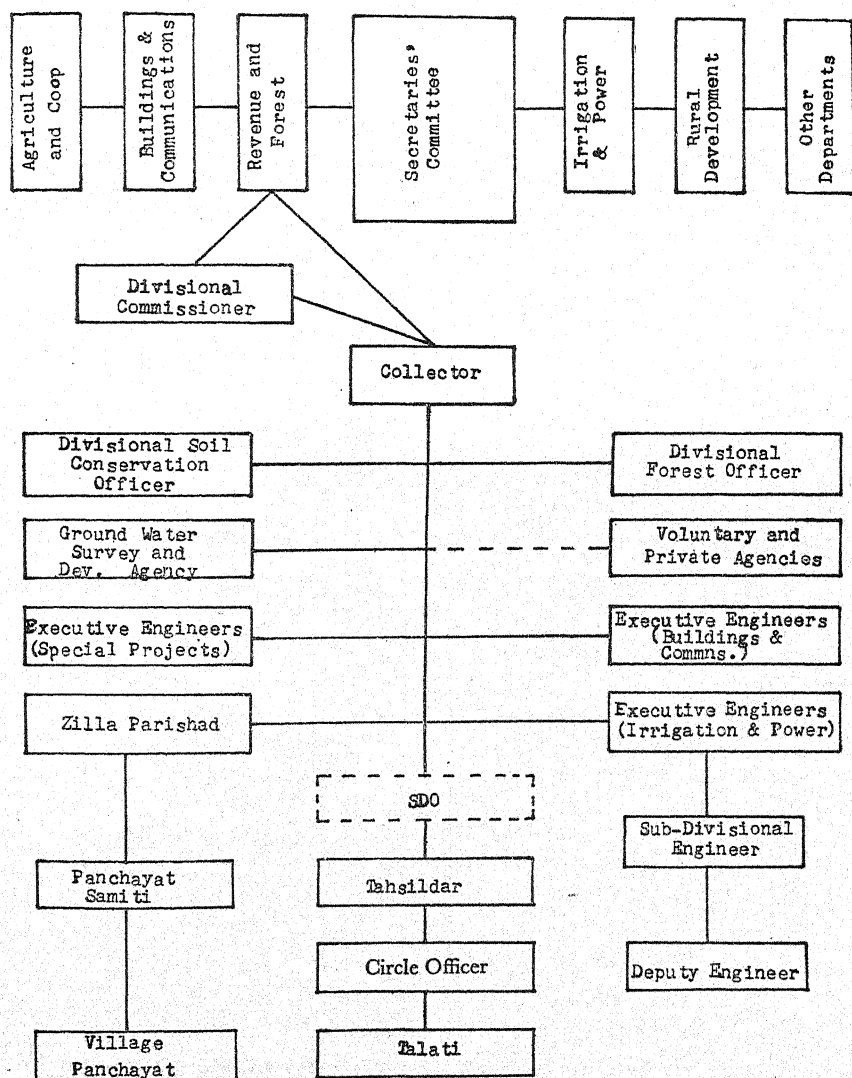 Agriculture
and Coop
Buildings &
Communications
Revenue and
Forest
Secretaries'
Committee
Irrigation
& Power
Rural
Development
Other
Departments
Divisional
Commissioner
Collector
Divisional Soil
Conservation
Officer
Divisional
Forest Officer
Ground Water
Survey and
Dev. Agency
Voluntary and
Private Agencies
Executive Engineers
(Special Projects)
Executive Engineers
(Buildings &
Commns.)
Zilla Parishad
Executive Engineers
(Irrigation & Power)
SDO
Sub-Divisional
Engineer
Panchayat
Samiti
Tahsildar
Circle Officer
Deputy Engineer
Village
Panchayat
Talati